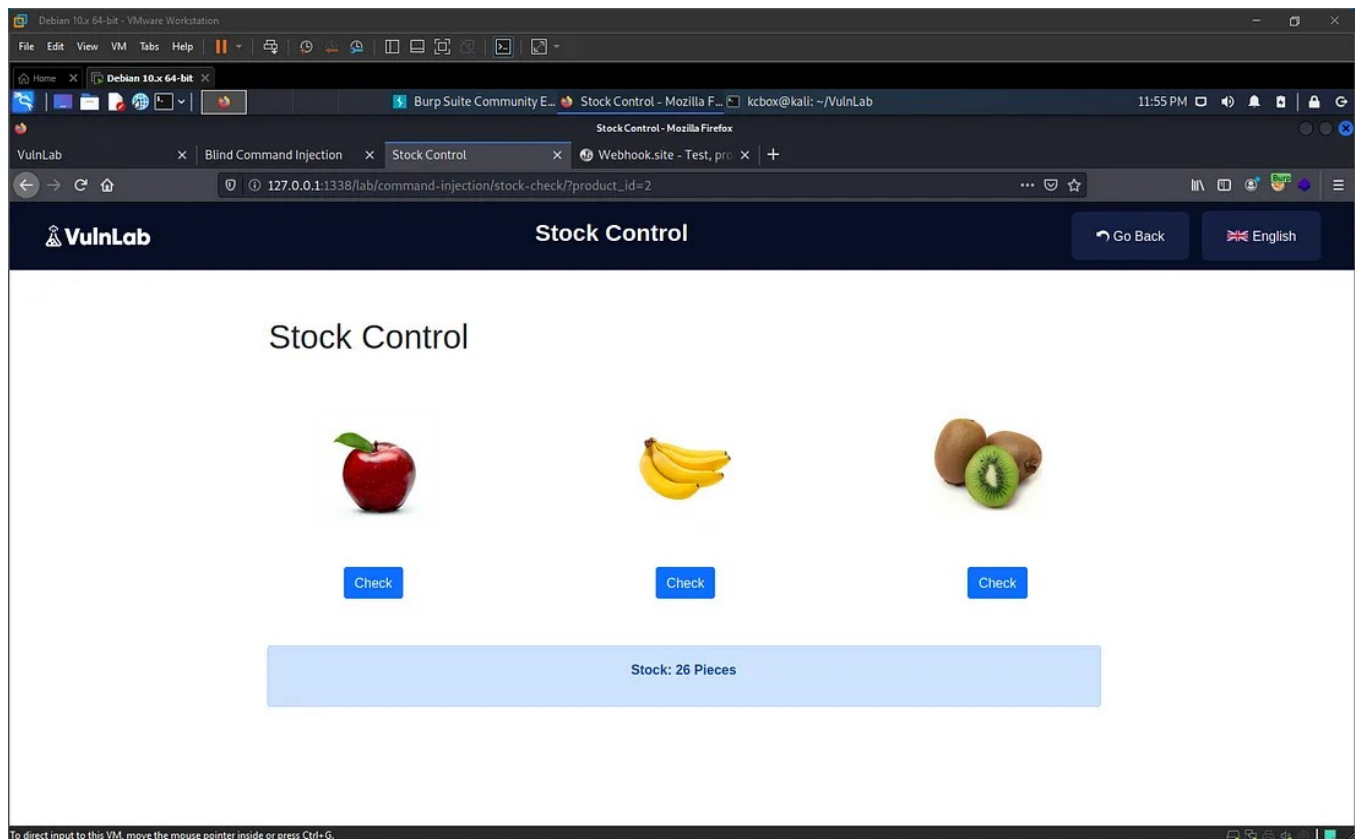 Debian 10.x 64-bit - VMware Workstation
File Edit View VM Tabs Help
Home Debian 10.x 64-bit
Burp Suite Community E... Stock Control - Mozilla F... kcbox@kali: ~/VulnLab 11:55 PM
Stock Control - Mozilla Firefox
VulnLab Blind Command Injection Stock Control Webhook.site - Test, pro
127.0.0.1:1338/lab/command-injection/stock-check/?product_id=2 Burp
VulnLab Stock Control Go Back English
Stock Control
Check Check Check
Stock: 26 Pieces
To direct input to this VM, move the mouse pointer inside or press Ctrl+G.